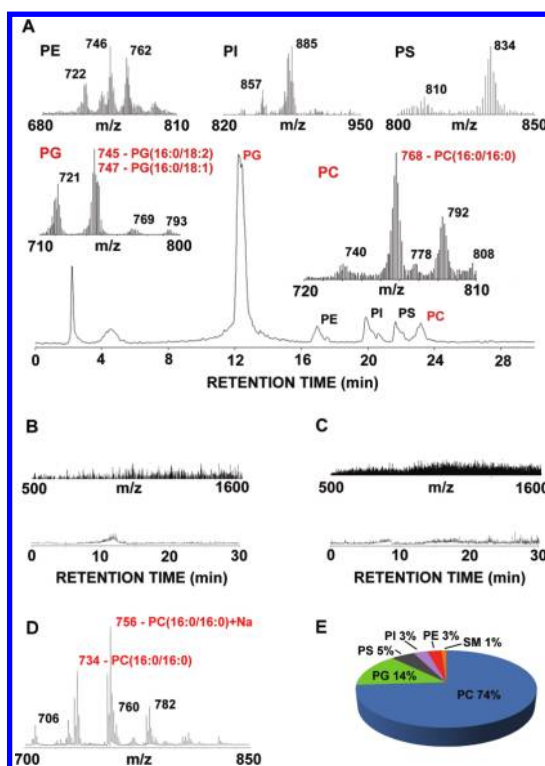 A
PE 746 762 722
680 m/z 810
PI 885 857
820 m/z 950
PS 834 810
800 m/z 850
PG 745 - PG(16:0/18:2)
747 - PG(16:0/18:1)
721 769 793
710 m/z 800
PG
768 - PC(16:0/16:0)
PC 792
740 778 808
720 m/z 810
PE PI PS PC
0 4 8 12 16 20 24 28
RETENTION TIME (min)
B
500 m/z 1600
0 10 20 30
RETENTION TIME (min)
C
500 m/z 1600
0 10 20 30
RETENTION TIME (min)
D
756 - PC(16:0/16:0)+Na
734 - PC(16:0/16:0)
706 760 782
700 m/z 850
E
PI 3% PE 3%
PS 5% SM 1%
PG 14%
PC 74%